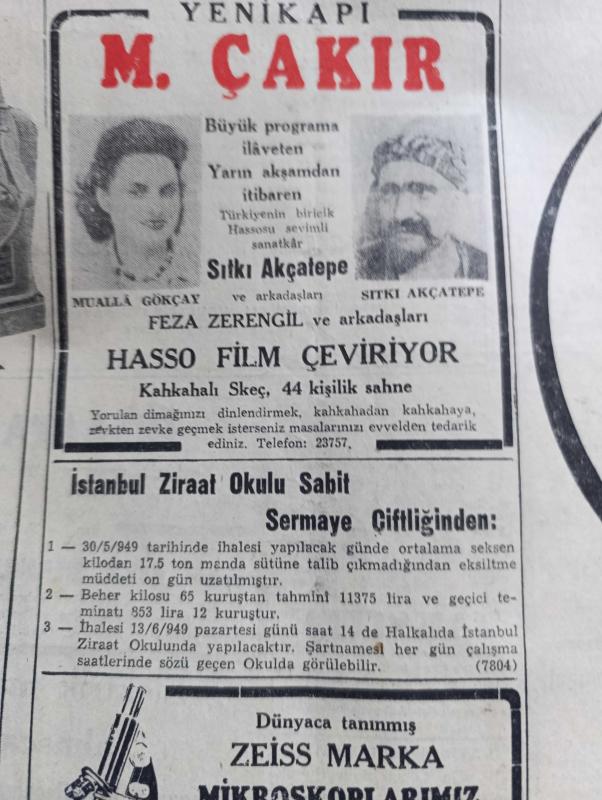 YENİKAPI
M. ÇAKIR
Büyük programa
ilâveten
Yarın akşamdan
itibaren
Türkiyenin biricik
Hassosu sevimli
sanatkâr
Sıtkı Akçatepe
MUALLÂ GÖKÇAY
ve arkadaşları
SITKI AKÇATEPE
FEZA ZERENGİL ve arkadaşları
HASSO FİLM ÇEVİRİYOR
Kahkahalı Skeç, 44 kişilik sahne
Yorulan dimağınızı dinlendirmek, kahkahadan kahkahaya,
zevkten zevke geçmek isterseniz masalarınızı evvelden tedarik
ediniz. Telefon: 23757.
İstanbul Ziraat Okulu Sabit
Sermaye Çiftliğinden:
1 — 30/5/949 tarihinde ihalesi yapılacak günde ortalama seksen
kilodan 17.5 ton manda sütüne talib çıkmadığından eksiltme
müddeti on gün uzatılmıştır.
2 — Beher kilosu 65 kuruştan tahmini 11375 lira ve geçici te-
minatı 853 lira 12 kuruştur.
3 — İhalesi 13/6/949 pazartesi günü saat 14 de Halkalıda İstanbul
Ziraat Okulunda yapılacaktır. Şartnamesi her gün çalışma
saatlerinde sözü geçen Okulda görülebilir. (7804)
Dünyaca tanınmış
ZEISS MARKA
MİKROSKOPLARIMIZ